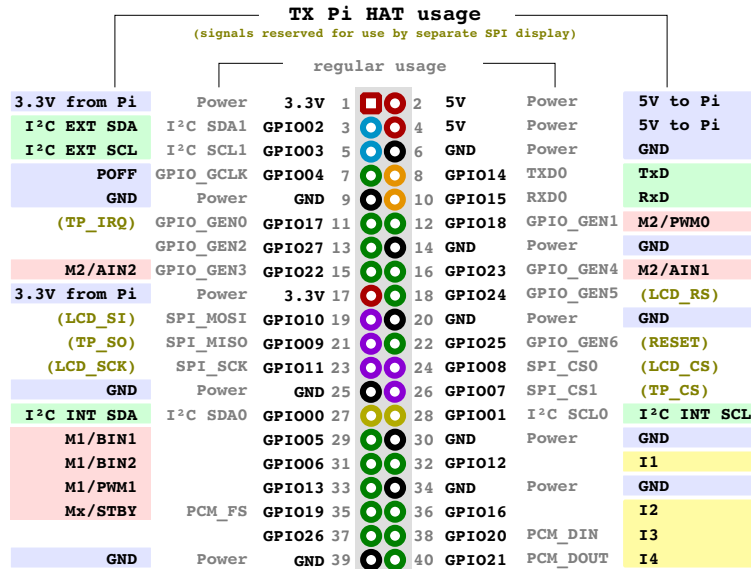 TX Pi HAT usage
(signals reserved for use by separate SPI display)
regular usage
3.3V from Pi Power 3.3V 1 2 5V Power 5V to Pi
I²C EXT SDA I²C SDA1 GPIO02 3 4 5V Power 5V to Pi
I²C EXT SCL I²C SCL1 GPIO03 5 6 GND Power GND
POFF GPIO_GCLK GPIO04 7 8 GPIO14 TXD0 TxD
GND Power GND 9 10 GPIO15 RXD0 RxD
(TP_IRQ) GPIO_GEN0 GPIO17 11 12 GPIO18 GPIO_GEN1 M2/PWM0
GPIO_GEN2 GPIO27 13 14 GND Power GND
M2/AIN2 GPIO_GEN3 GPIO22 15 16 GPIO23 GPIO_GEN4 M2/AIN1
3.3V from Pi Power 3.3V 17 18 GPIO24 GPIO_GEN5 (LCD_RS)
(LCD_SI) SPI_MOSI GPIO10 19 20 GND Power GND
(TP_SO) SPI_MISO GPIO09 21 22 GPIO25 GPIO_GEN6 (RESET)
(LCD_SCK) SPI_SCK GPIO11 23 24 GPIO08 SPI_CS0 (LCD_CS)
GND Power GND 25 26 GPIO07 SPI_CS1 (TP_CS)
I²C INT SDA I²C SDA0 GPIO00 27 28 GPIO01 I²C SCL0 I²C INT SCL
M1/BIN1 GPIO05 29 30 GND Power GND
M1/BIN2 GPIO06 31 32 GPIO12 I1
M1/PWM1 GPIO13 33 34 GND Power GND
Mx/STBY PCM_FS GPIO19 35 36 GPIO16 I2
GPIO26 37 38 GPIO20 PCM_DIN I3
GND Power GND 39 40 GPIO21 PCM_DOUT I4